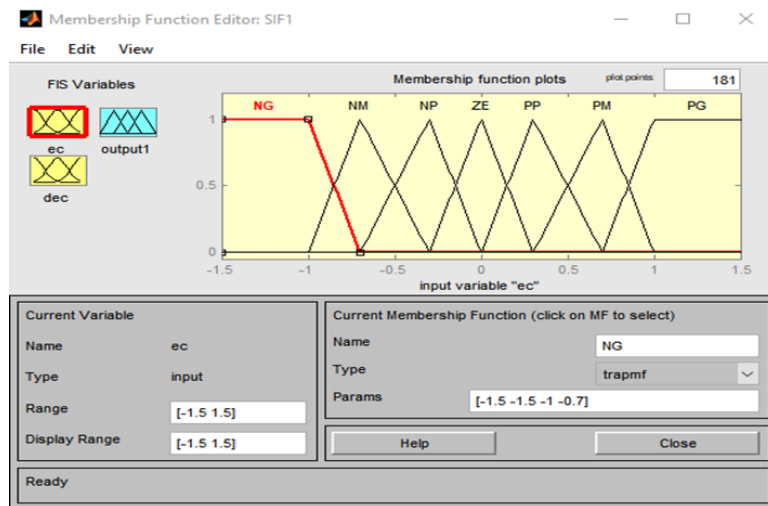 Membership Function Editor: SIF1
File Edit View
FIS Variables
ec
output1
dec
Membership function plots
plot points:
181
NG NM NP ZE PP PM PG
1
0.5
0
-1.5 -1 -0.5 0 0.5 1 1.5
input variable "ec"
Current Variable
Name ec
Type input
Range [-1.5 1.5]
Display Range [-1.5 1.5]
Current Membership Function (click on MF to select)
Name NG
Type trapmf
Params [-1.5 -1.5 -1 -0.7]
Help Close
Ready